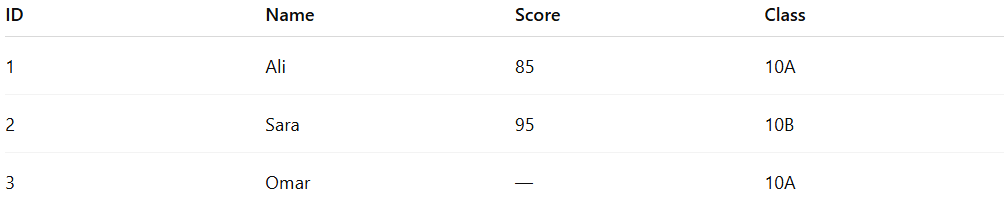 ID Name Score Class
1 Ali 85 10A
2 Sara 95 10B
3 Omar — 10A